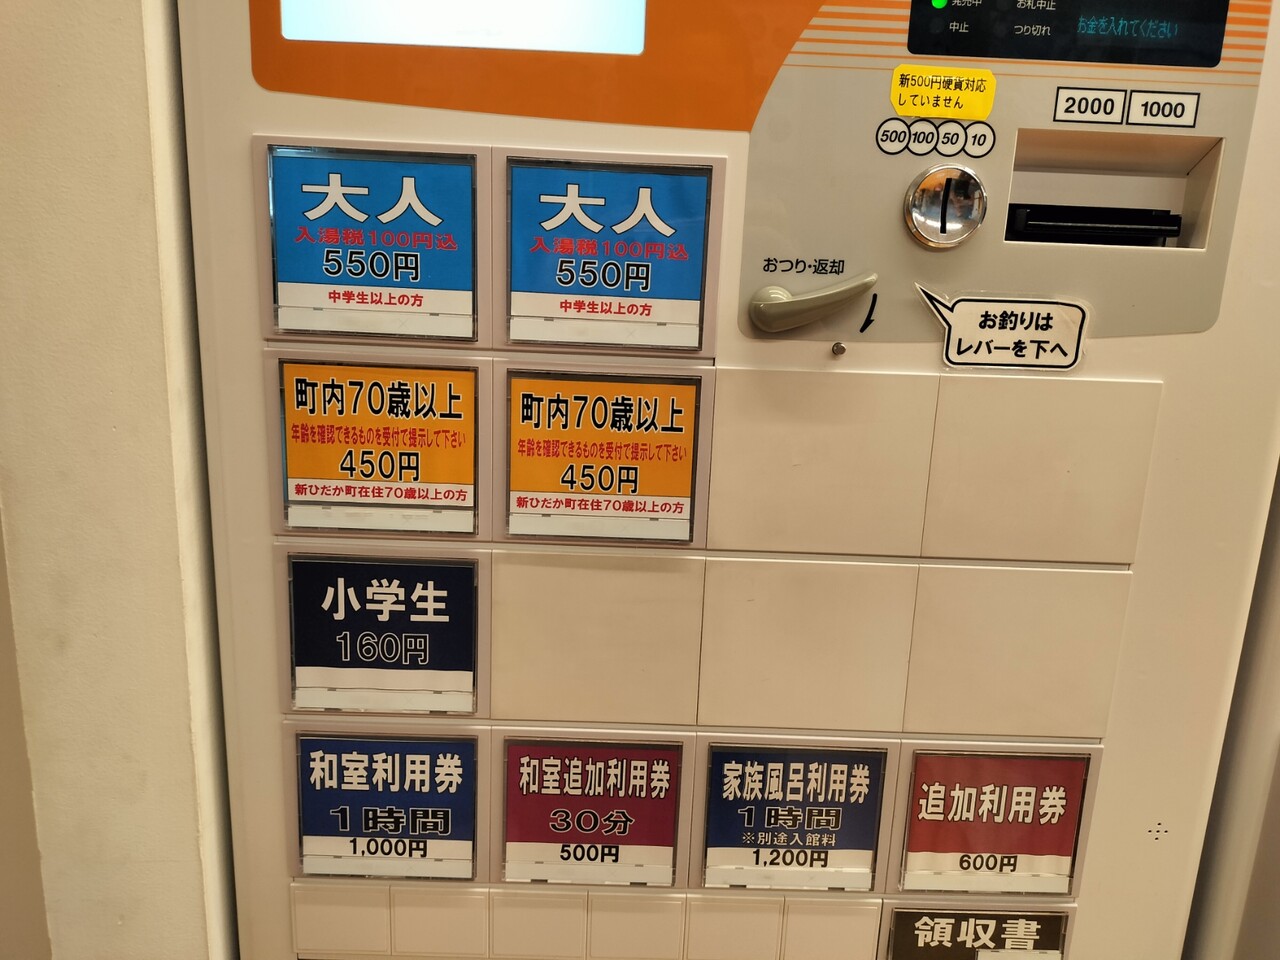 発売中
お札中止
中止
つり切れ
お金を入れてください
新500円硬貨対応
していません
2000
1000
500
100
50
10
おつり・返却
お釣りは
レバーを下へ
大人
入湯税100円込
550円
中学生以上の方
大人
入湯税100円込
550円
中学生以上の方
町内70歳以上
年齢を確認できるものを受付で提示して下さい
450円
新ひだか町在住70歳以上の方
町内70歳以上
年齢を確認できるものを受付で提示して下さい
450円
新ひだか町在住70歳以上の方
小学生
160円
和室利用券
1時間
1,000円
和室追加利用券
30分
500円
家族風呂利用券
1時間
※別途入館料
1,200円
追加利用券
600円
領収書